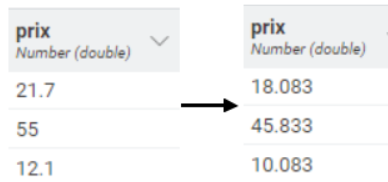 prix
Number (double)
21.7
55
12.1
prix
Number (double)
18.083
45.833
10.083